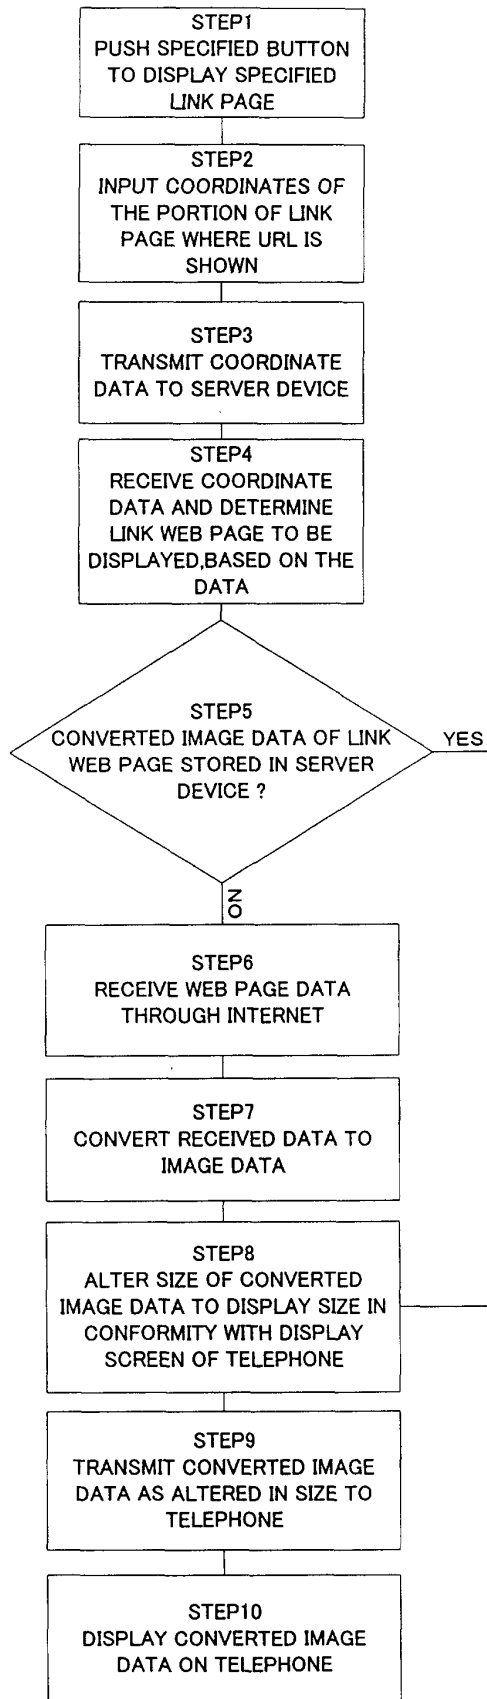 STEP1
PUSH SPECIFIED BUTTON
TO DISPLAY SPECIFIED
LINK PAGE
STEP2
INPUT COORDINATES OF
THE PORTION OF LINK
PAGE WHERE URL IS
SHOWN
STEP3
TRANSMIT COORDINATE
DATA TO SERVER DEVICE
STEP4
RECEIVE COORDINATE
DATA AND DETERMINE
LINK WEB PAGE TO BE
DISPLAYED,BASED ON THE
DATA
STEP5
CONVERTED IMAGE DATA OF LINK
WEB PAGE STORED IN SERVER
DEVICE ?
YES
NO
STEP6
RECEIVE WEB PAGE DATA
THROUGH INTERNET
STEP7
CONVERT RECEIVED DATA TO
IMAGE DATA
STEP8
ALTER SIZE OF CONVERTED
IMAGE DATA TO DISPLAY SIZE IN
CONFORMITY WITH DISPLAY
SCREEN OF TELEPHONE
STEP9
TRANSMIT CONVERTED IMAGE
DATA AS ALTERED IN SIZE TO
TELEPHONE
STEP10
DISPLAY CONVERTED IMAGE
DATA ON TELEPHONE